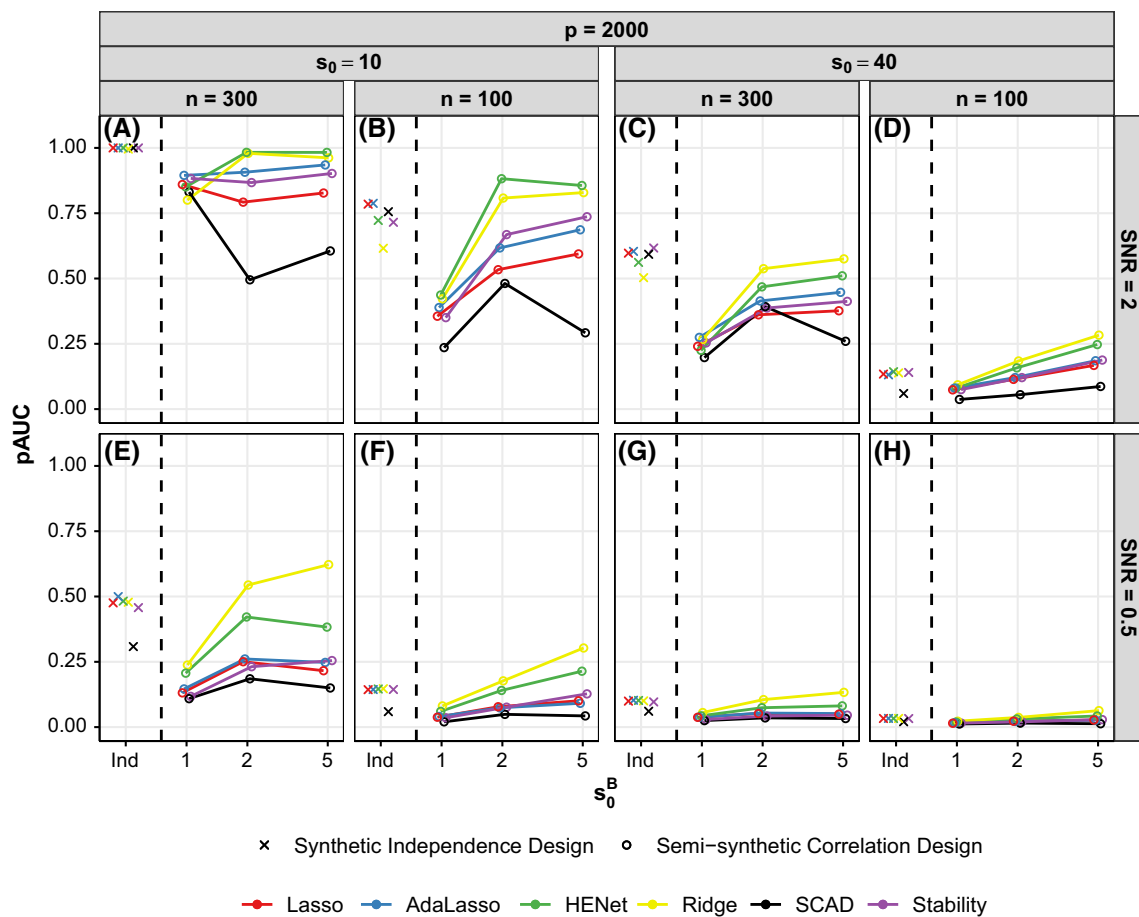 p = 2000
s0 = 10
s0 = 40
n = 300
n = 100
n = 300
n = 100
(A)
(B)
(C)
(D)
1.00
0.75
0.50
0.25
0.00
SNR = 2
pAUC
(E)
(F)
(G)
(H)
1.00
0.75
0.50
0.25
0.00
SNR = 0.5
Ind 1 2 5
Ind 1 2 5
Ind 1 2 5
Ind 1 2 5
s0^B
Synthetic Independence Design
Semi−synthetic Correlation Design
Lasso AdaLasso HENet Ridge SCAD Stability